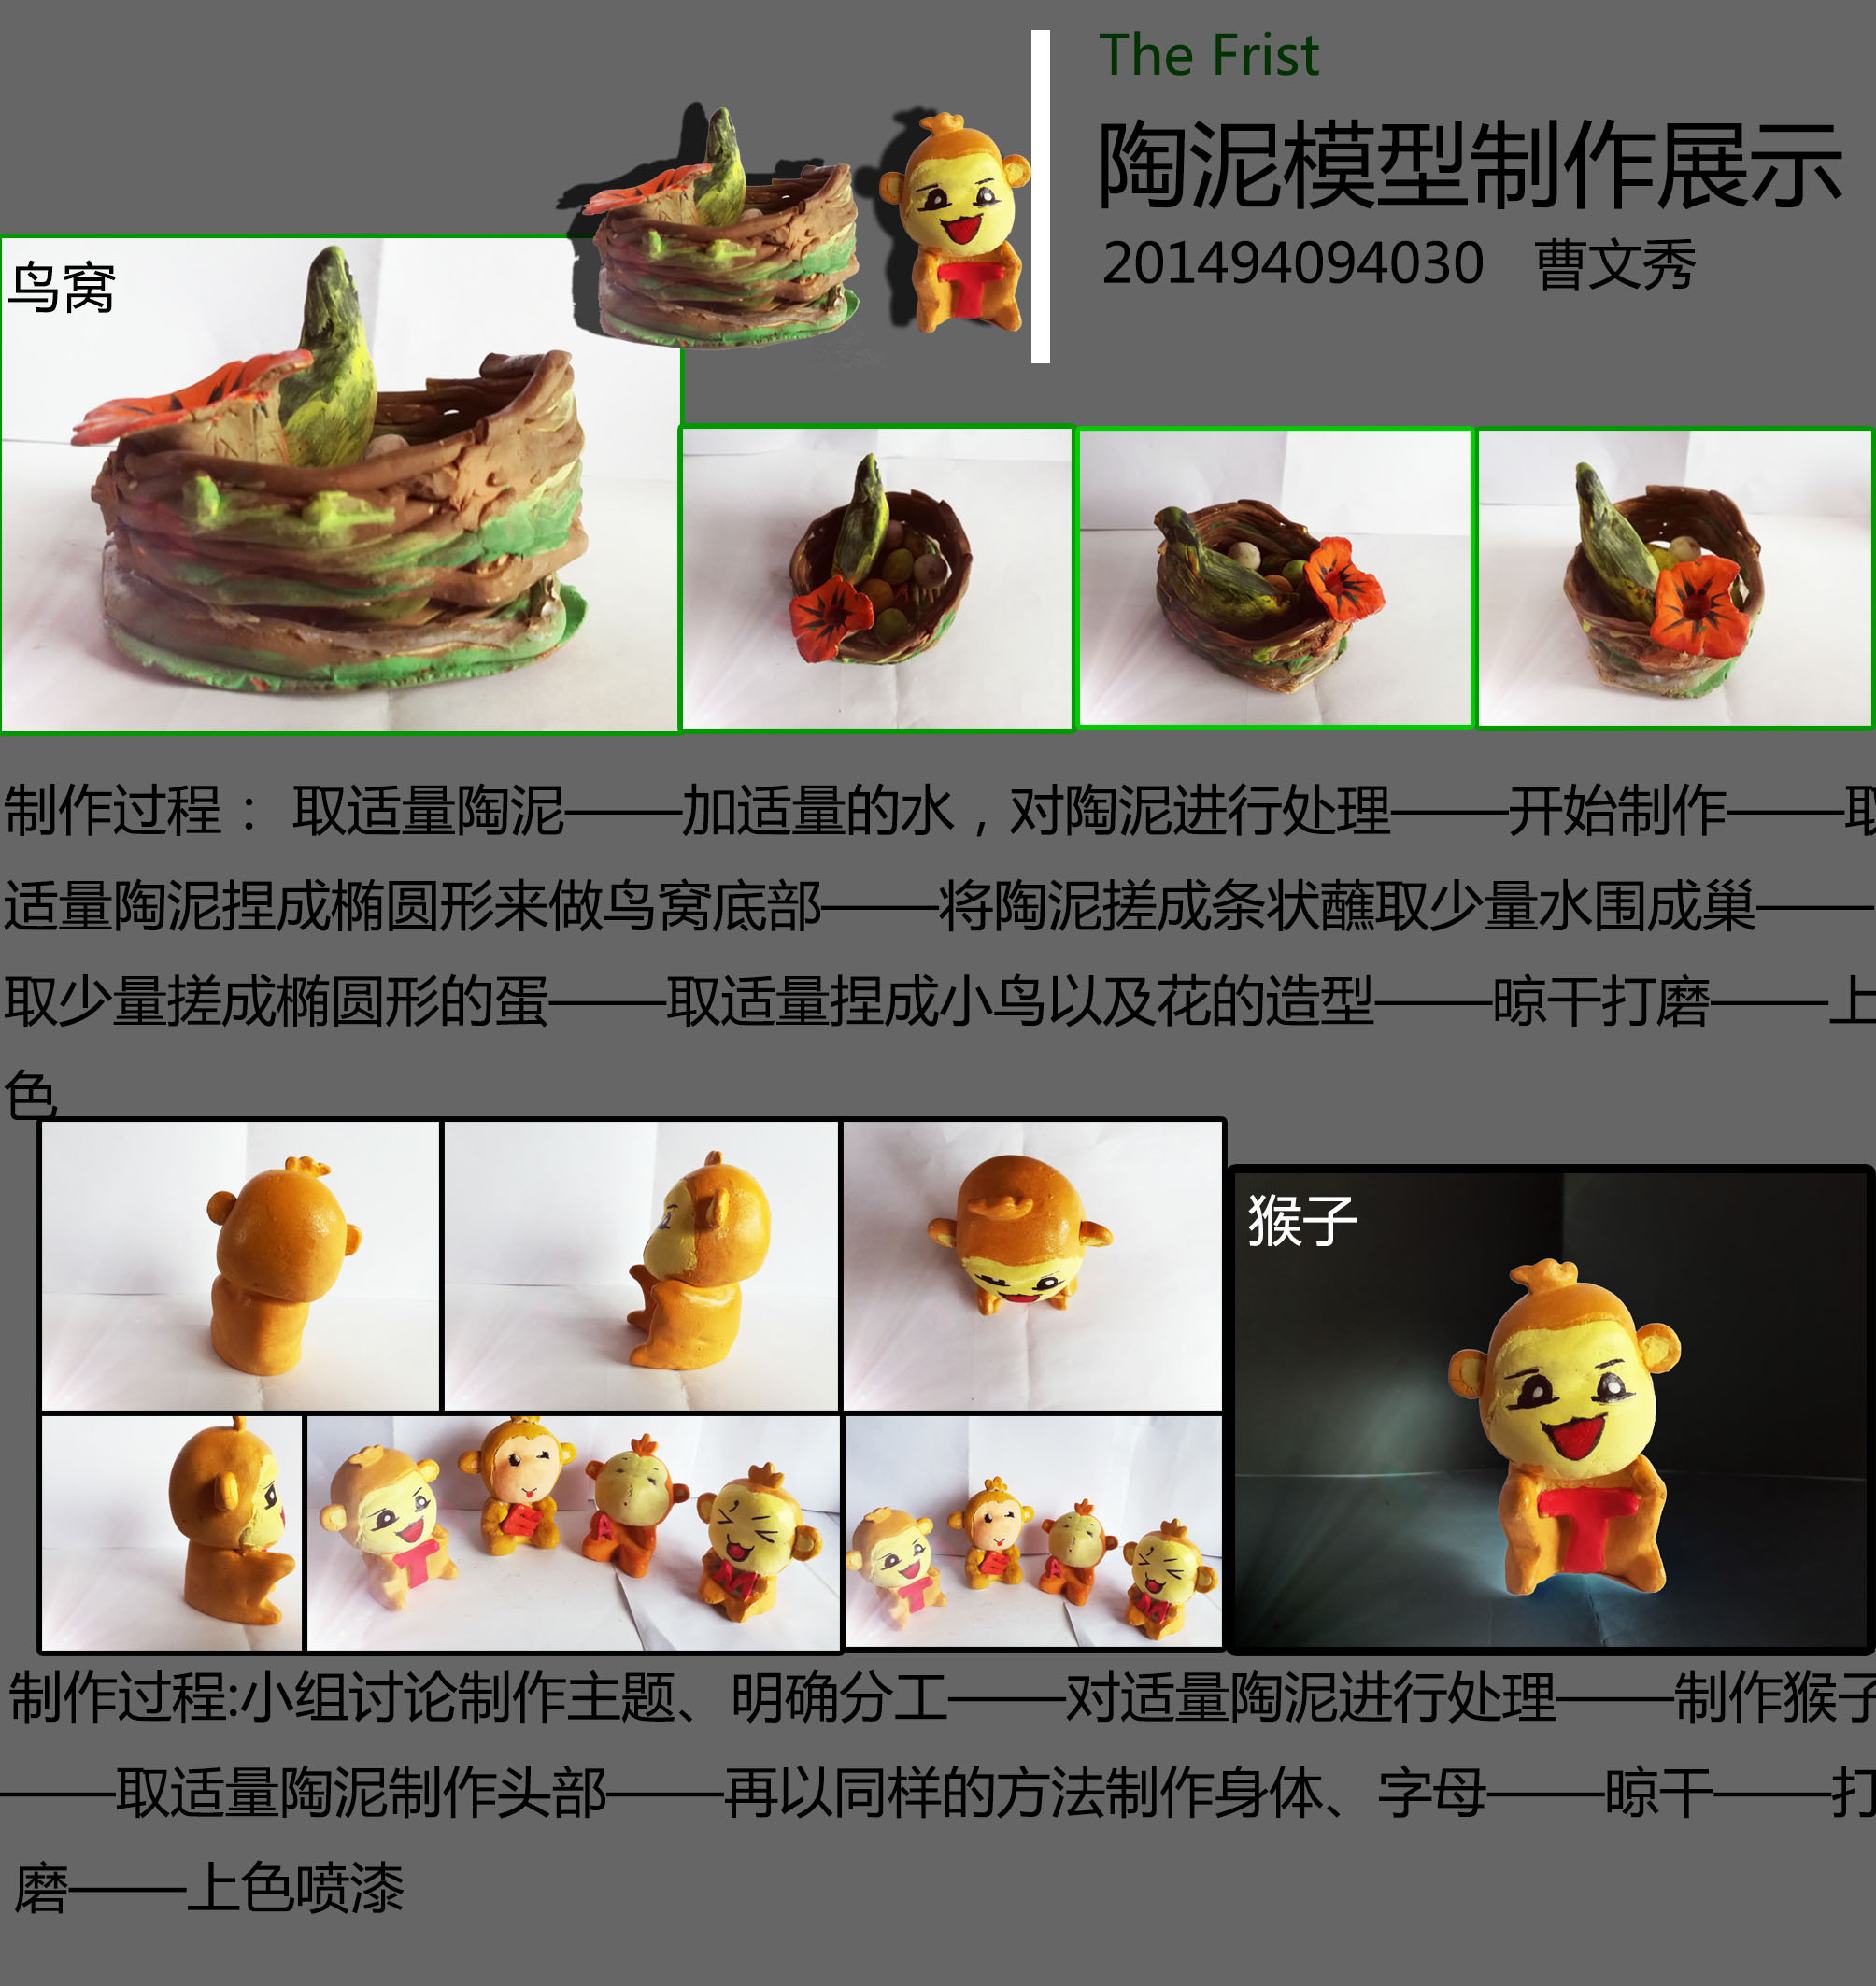 The Frist
陶泥模型制作展示
201494094030 曹文秀
鸟窝
制作过程：取适量陶泥——加适量的水，对陶泥进行处理——开始制作——取
适量陶泥捏成椭圆形来做鸟窝底部——将陶泥搓成条状蘸取少量水围成巢——
取少量搓成椭圆形的蛋——取适量捏成小鸟以及花的造型——晾干打磨——上
色
猴子
T
T
E
A
M
T
E
A
M
T
制作过程:小组讨论制作主题、明确分工——对适量陶泥进行处理——制作猴子
——取适量陶泥制作头部——再以同样的方法制作身体、字母——晾干——打
磨——上色喷漆